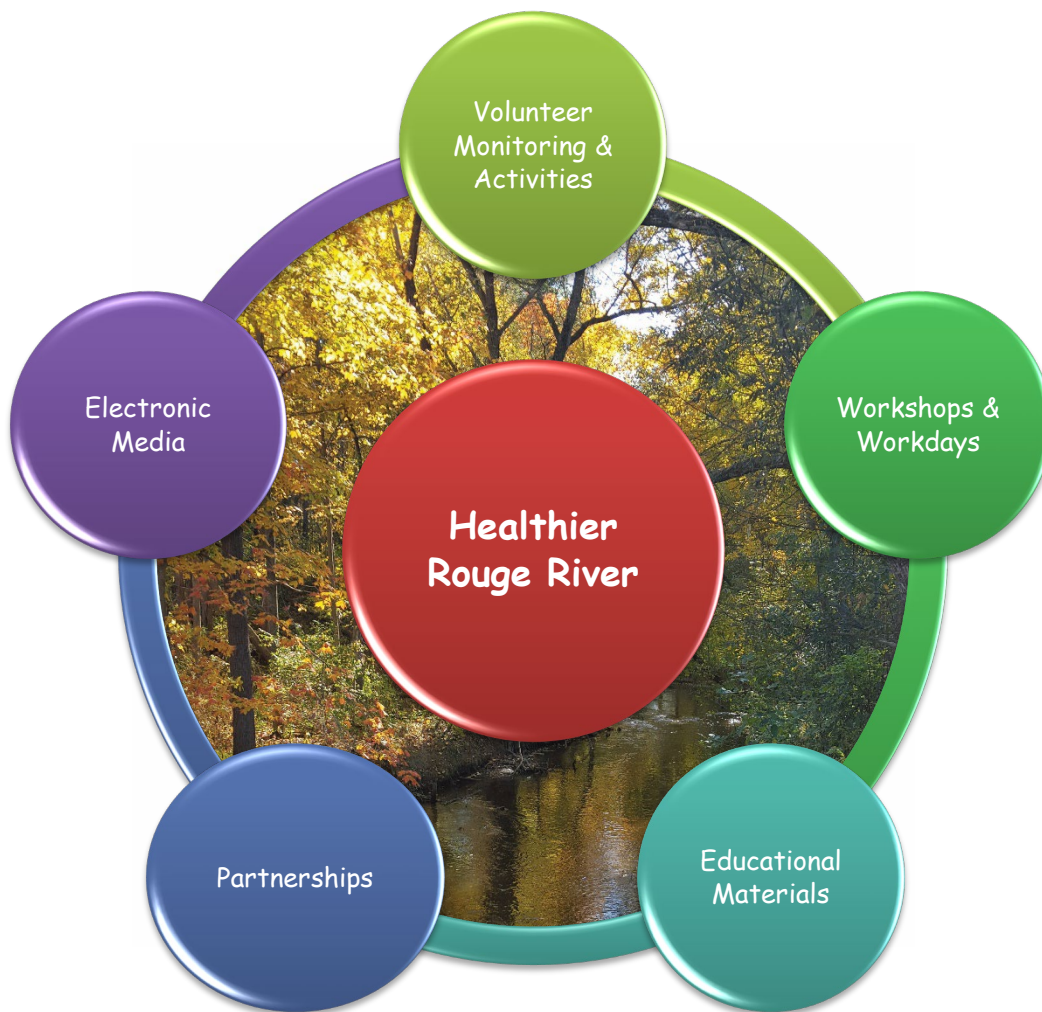 Volunteer
Monitoring &
Activities
Electronic
Media
Workshops &
Workdays
Healthier
Rouge River
Partnerships
Educational
Materials